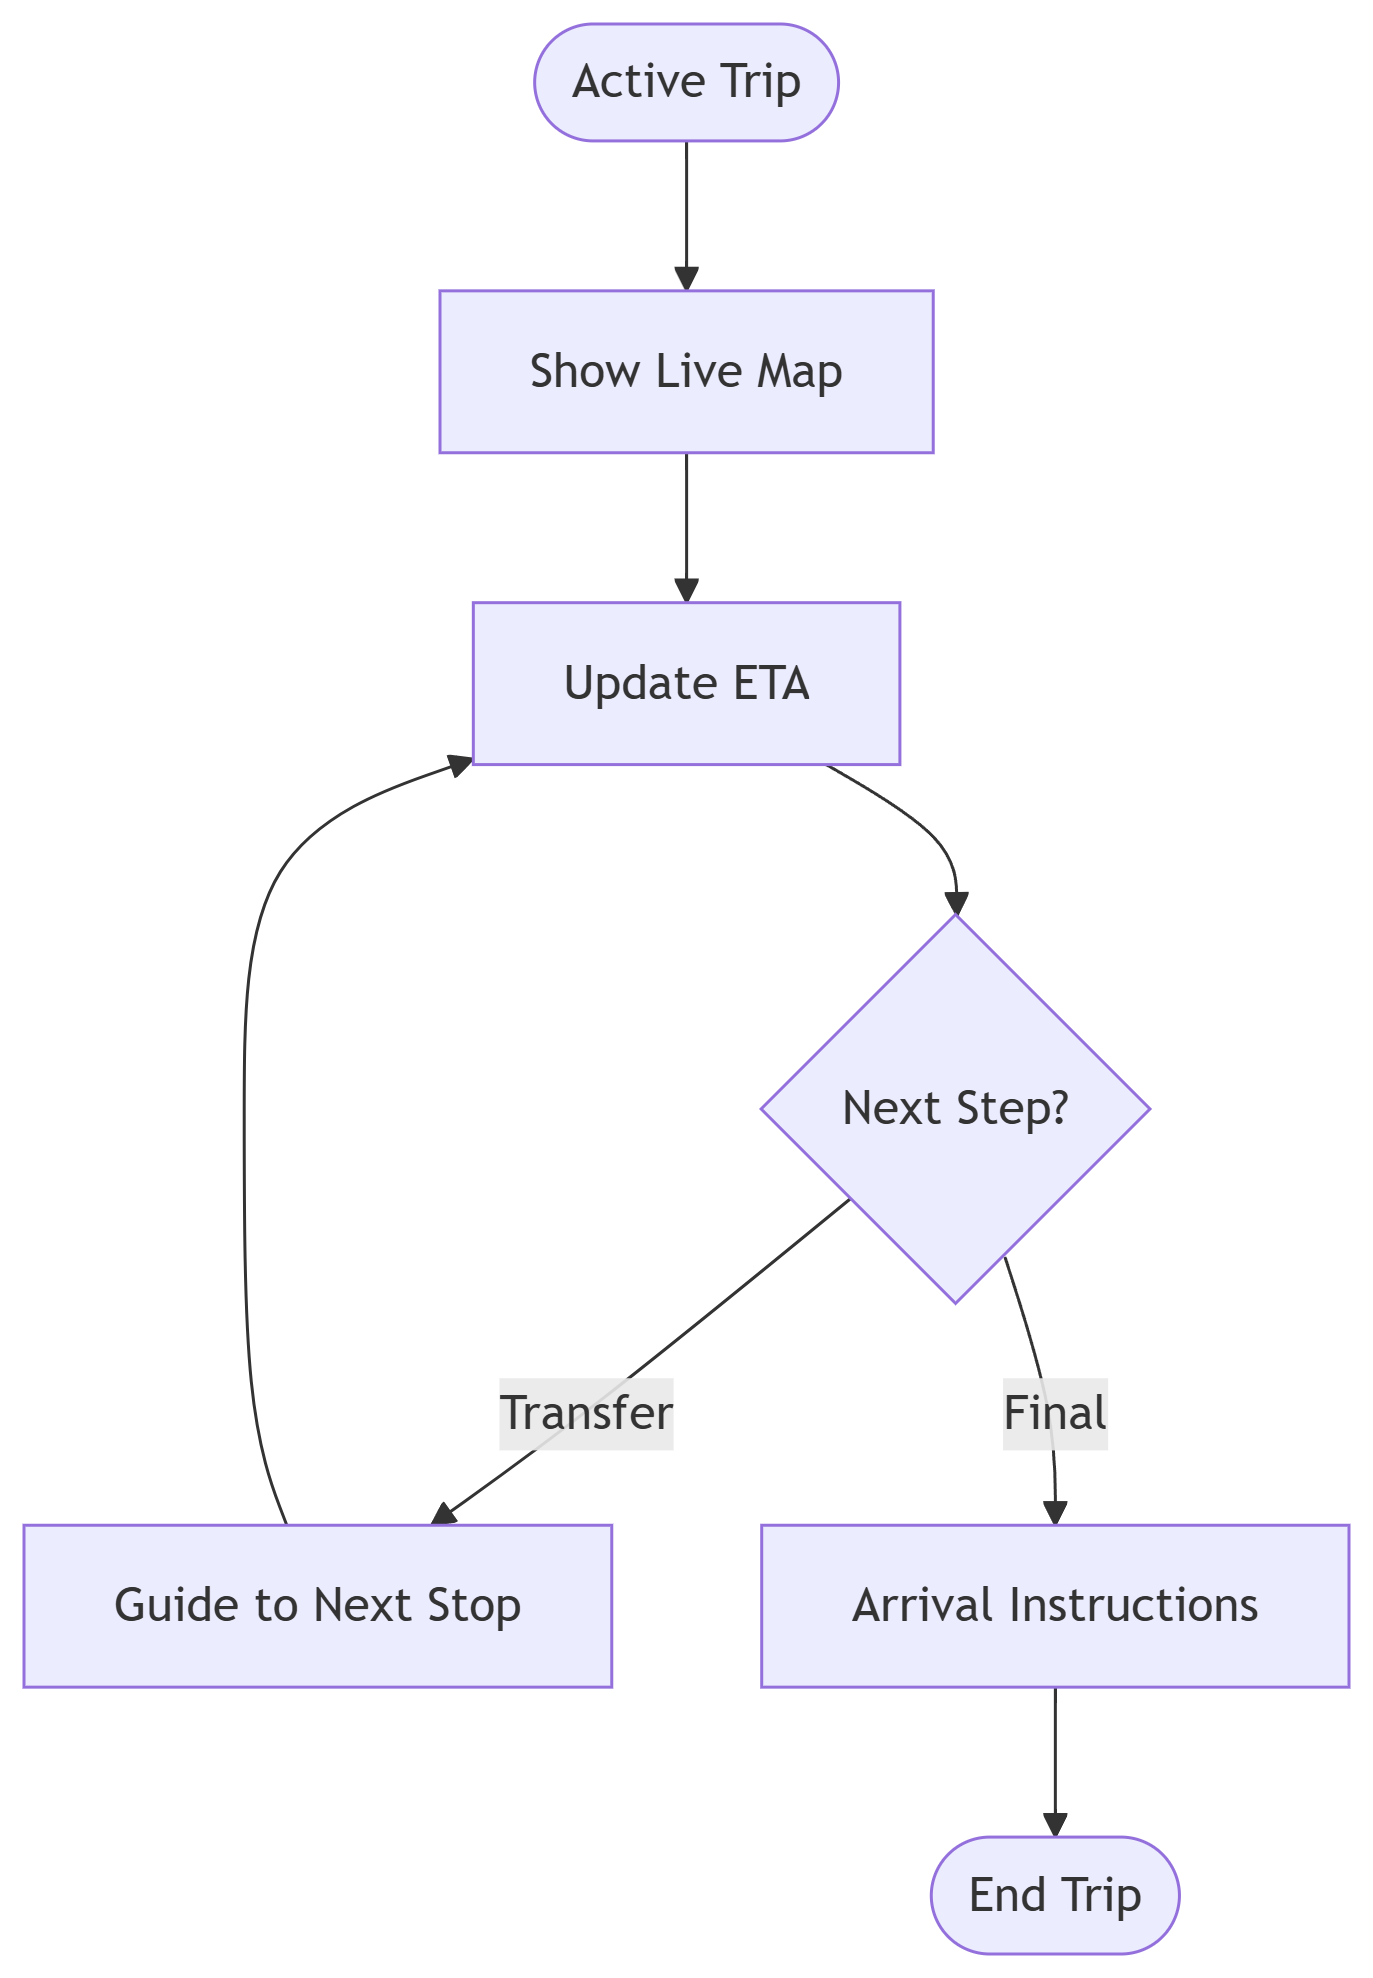 Active Trip
Show Live Map
Update ETA
Next Step?
Transfer
Final
Guide to Next Stop
Arrival Instructions
End Trip